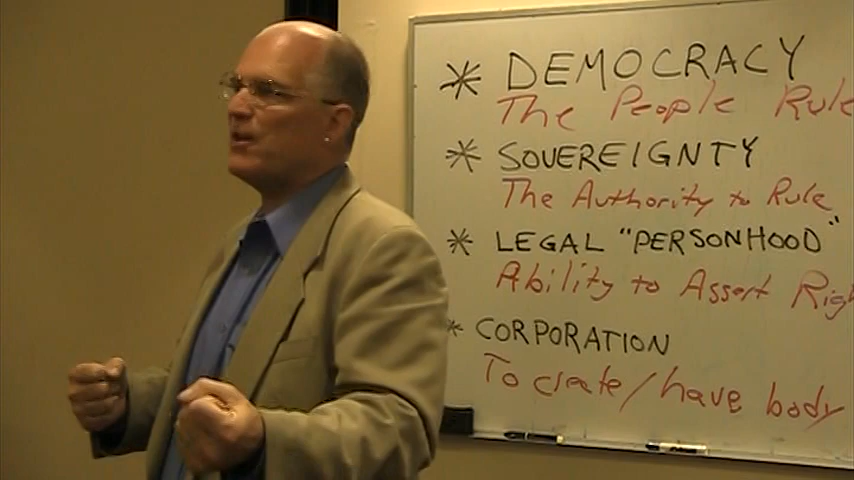 * DEMOCRACY
The People Rule
* SOVEREIGNTY
The Authority to Rule
* LEGAL "PERSONHOOD"
Ability to Assert Righ
* CORPORATION
To create/have body